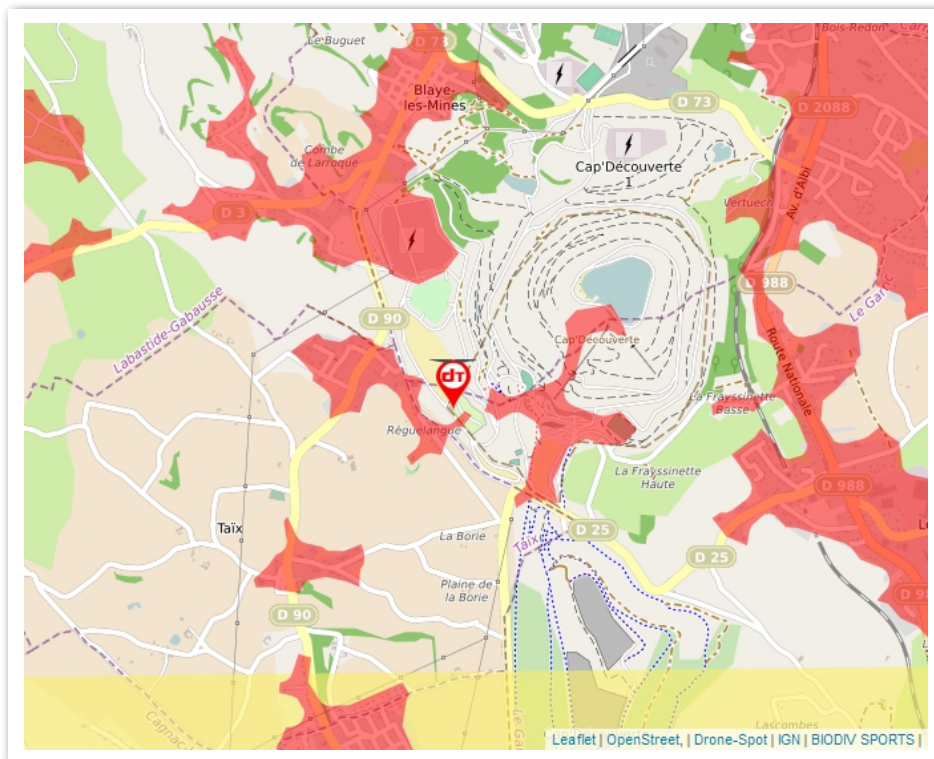 Le Buguet
D 73
Bois-Redon
Blaye-
les-Mines
D 73
D 2088
Combe
de Larroque
Cap'Découverte
1
Av. d'Albi
Vertuech
D 3
D 988
Le Garric
Labastide-Gabausse
D 90
Cap'Découverte
Route Nationale
DT
La Frayssinette
Basse
Réguelangue
La Frayssinette
Haute
D 988
Taïx
D 25
La Borie
Taïx
D 25
Plaine de
la Borie
D 90
Lascombes
Leaflet | OpenStreet, | Drone-Spot | IGN | BIODIV SPORTS |